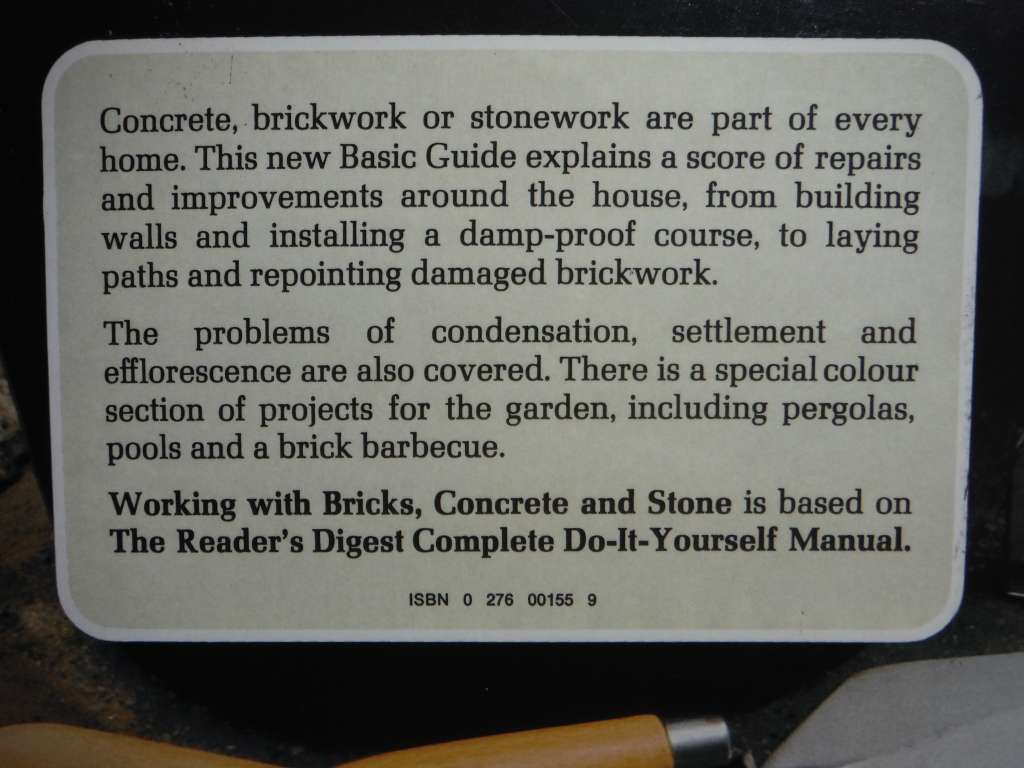 Concrete, brickwork or stonework are part of every
home. This new Basic Guide explains a score of repairs
and improvements around the house, from building
walls and installing a damp-proof course, to laying
paths and repointing damaged brickwork.
The problems of condensation, settlement and
efflorescence are also covered. There is a special colour
section of projects for the garden, including pergolas,
pools and a brick barbecue.
Working with Bricks, Concrete and Stone is based on
The Reader's Digest Complete Do-It-Yourself Manual.
ISBN 0 276 00155 9